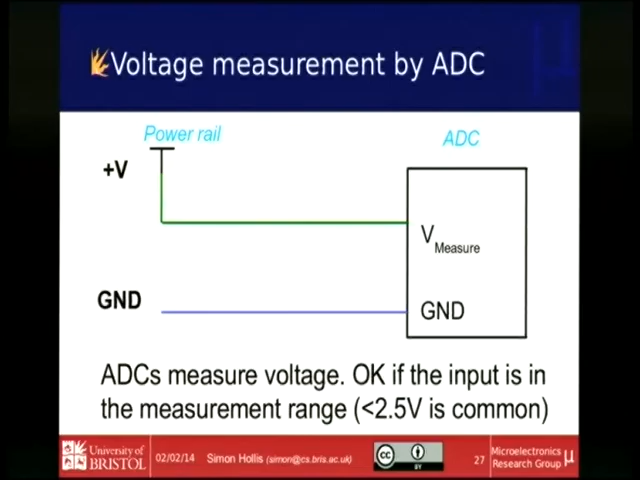 Voltage measurement by ADC
Power rail
ADC
+V
V Measure
GND
GND
ADCs measure voltage. OK if the input is in
the measurement range (<2.5V is common)
University of
BRISTOL
02/02/14
Simon Hollis (simon@cs.bris.ac.uk)
cc
BY
27
Microelectronics
Research Group
μ